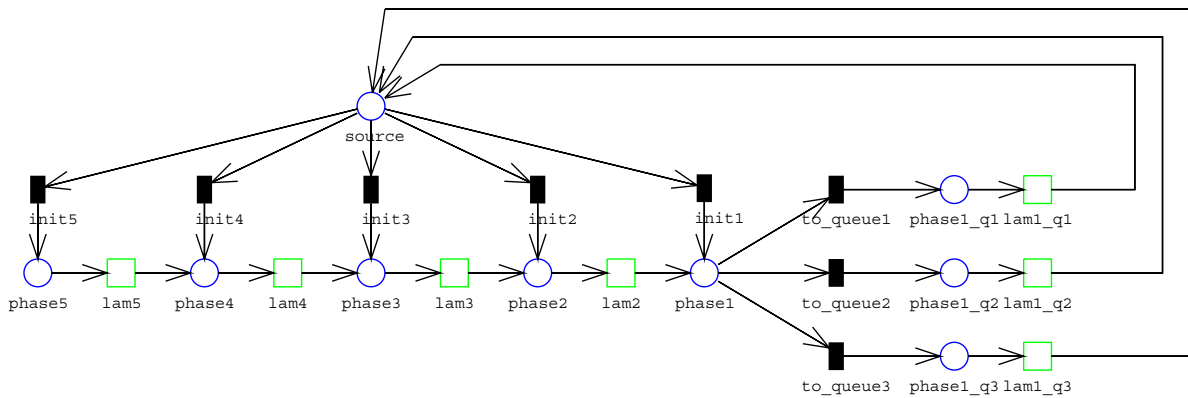 source
init5 init4 init3 init2 init1 to_queue1 phase1_q1 lam1_q1
phase5 lam5 phase4 lam4 phase3 lam3 phase2 lam2 phase1 to_queue2 phase1_q2 lam1_q2
to_queue3 phase1_q3 lam1_q3